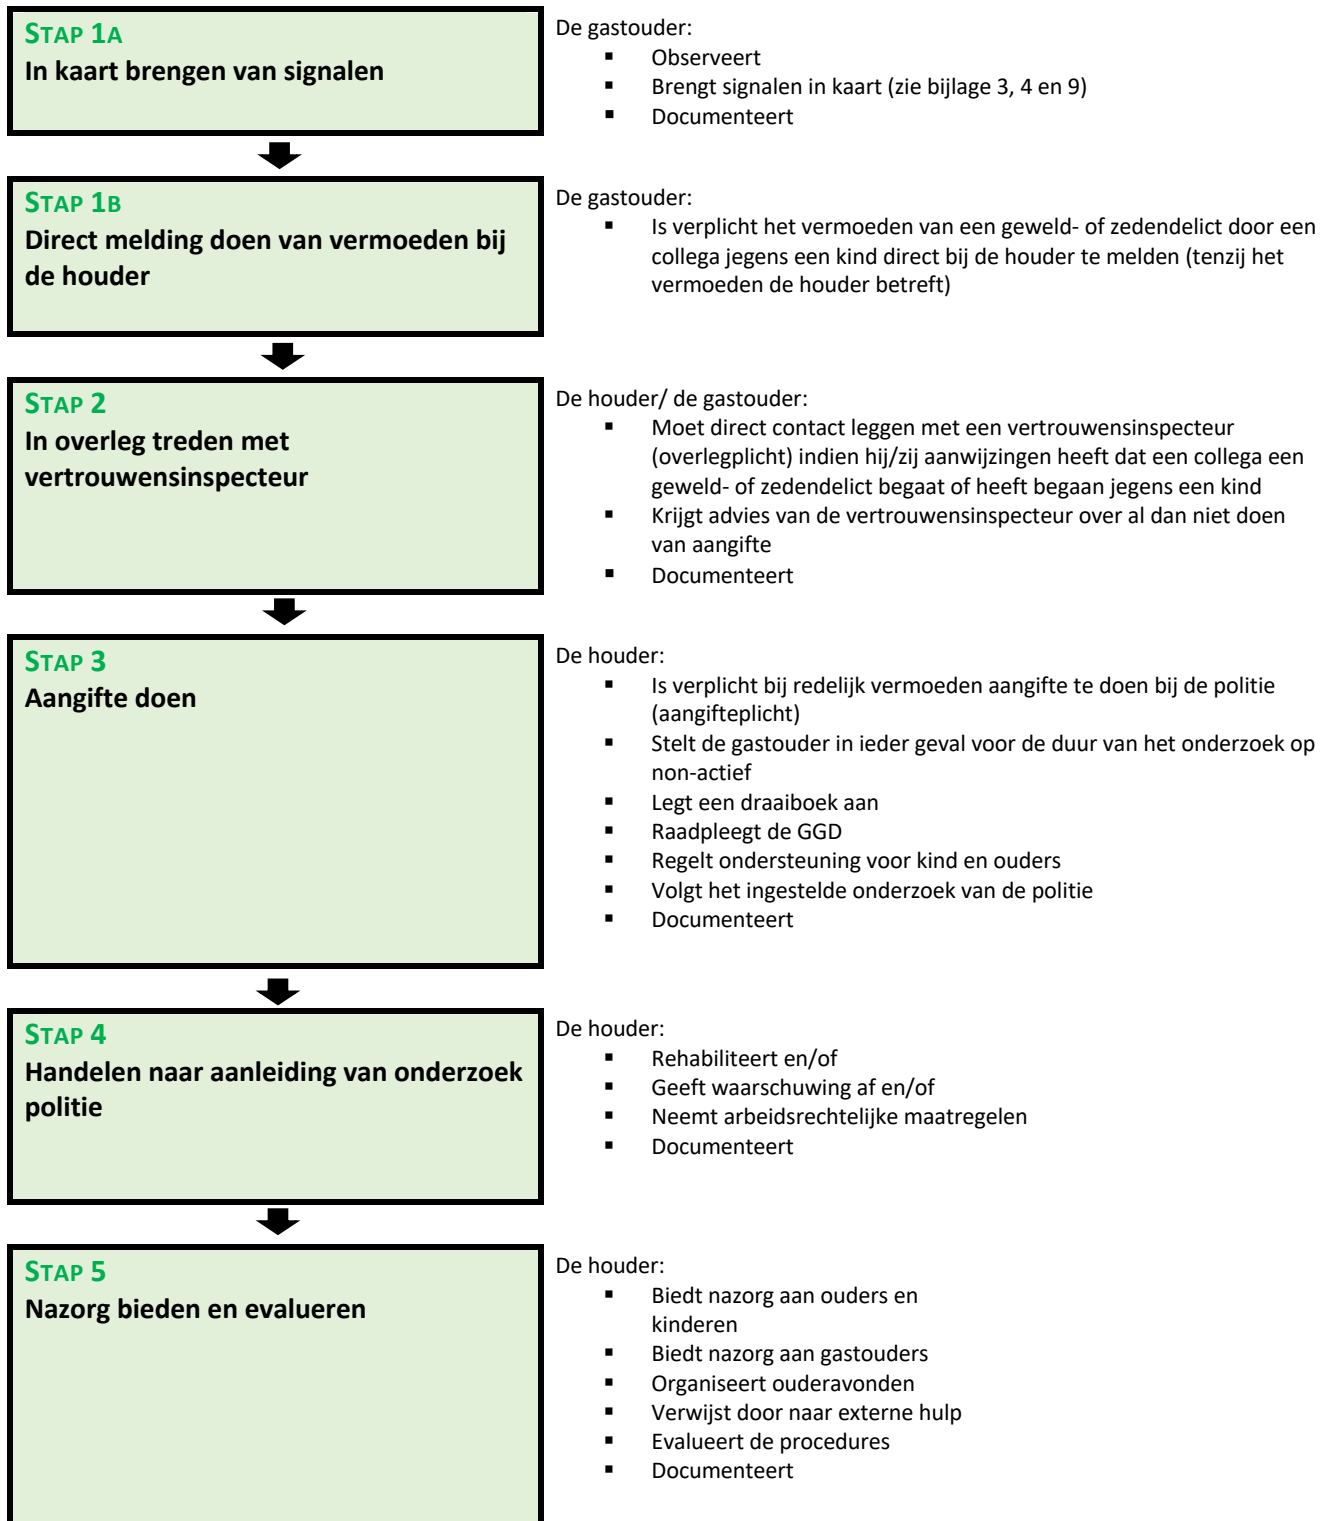 STAP 1A
In kaart brengen van signalen
De gastouder:
▪ Observeert
▪ Brengt signalen in kaart (zie bijlage 3, 4 en 9)
▪ Documenteert
STAP 1B
Direct melding doen van vermoeden bij
de houder
De gastouder:
▪ Is verplicht het vermoeden van een geweld- of zedendelict door een
collega jegens een kind direct bij de houder te melden (tenzij het
vermoeden de houder betreft)
STAP 2
In overleg treden met
vertrouwensinspecteur
De houder/ de gastouder:
▪ Moet direct contact leggen met een vertrouwensinspecteur
(overlegplicht) indien hij/zij aanwijzingen heeft dat een collega een
geweld- of zedendelict begaat of heeft begaan jegens een kind
▪ Krijgt advies van de vertrouwensinspecteur over al dan niet doen
van aangifte
▪ Documenteert
STAP 3
Aangifte doen
De houder:
▪ Is verplicht bij redelijk vermoeden aangifte te doen bij de politie
(aangifteplicht)
▪ Stelt de gastouder in ieder geval voor de duur van het onderzoek op
non-actief
▪ Legt een draaiboek aan
▪ Raadpleegt de GGD
▪ Regelt ondersteuning voor kind en ouders
▪ Volgt het ingestelde onderzoek van de politie
▪ Documenteert
STAP 4
Handelen naar aanleiding van onderzoek
politie
De houder:
▪ Rehabiliteert en/of
▪ Geeft waarschuwing af en/of
▪ Neemt arbeidsrechtelijke maatregelen
▪ Documenteert
STAP 5
Nazorg bieden en evalueren
De houder:
▪ Biedt nazorg aan ouders en
kinderen
▪ Biedt nazorg aan gastouders
▪ Organiseert ouderavonden
▪ Verwijst door naar externe hulp
▪ Evalueert de procedures
▪ Documenteert